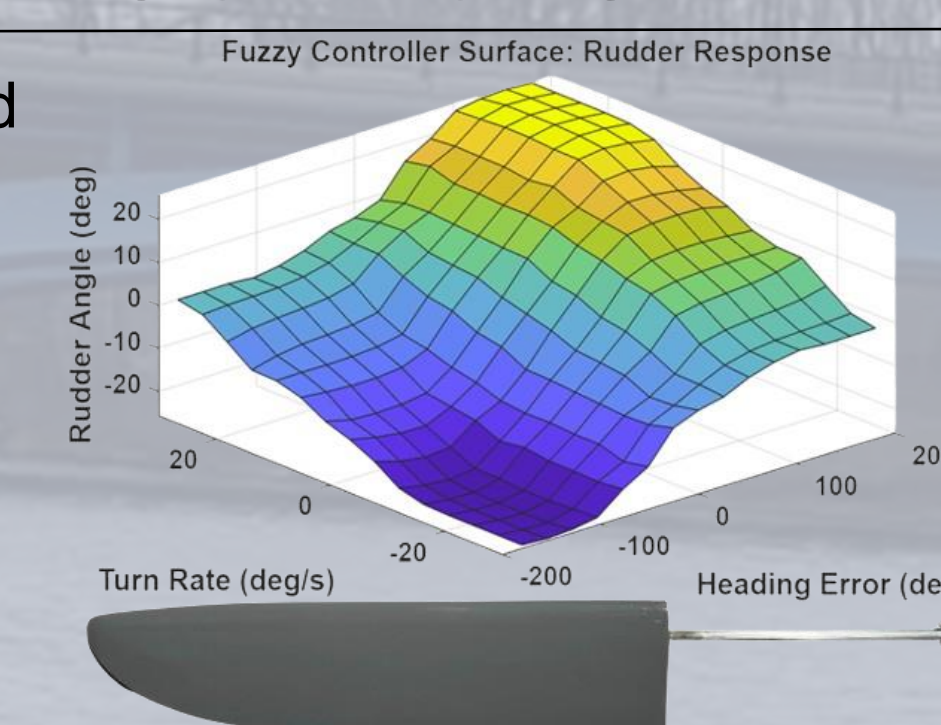 Fuzzy Controller Surface: Rudder Response
d
Rudder Angle (deg)
20
10
0
-10
-20
20
0
-20
Turn Rate (deg/s)
-200
-100
0
100
20
Heading Error (de